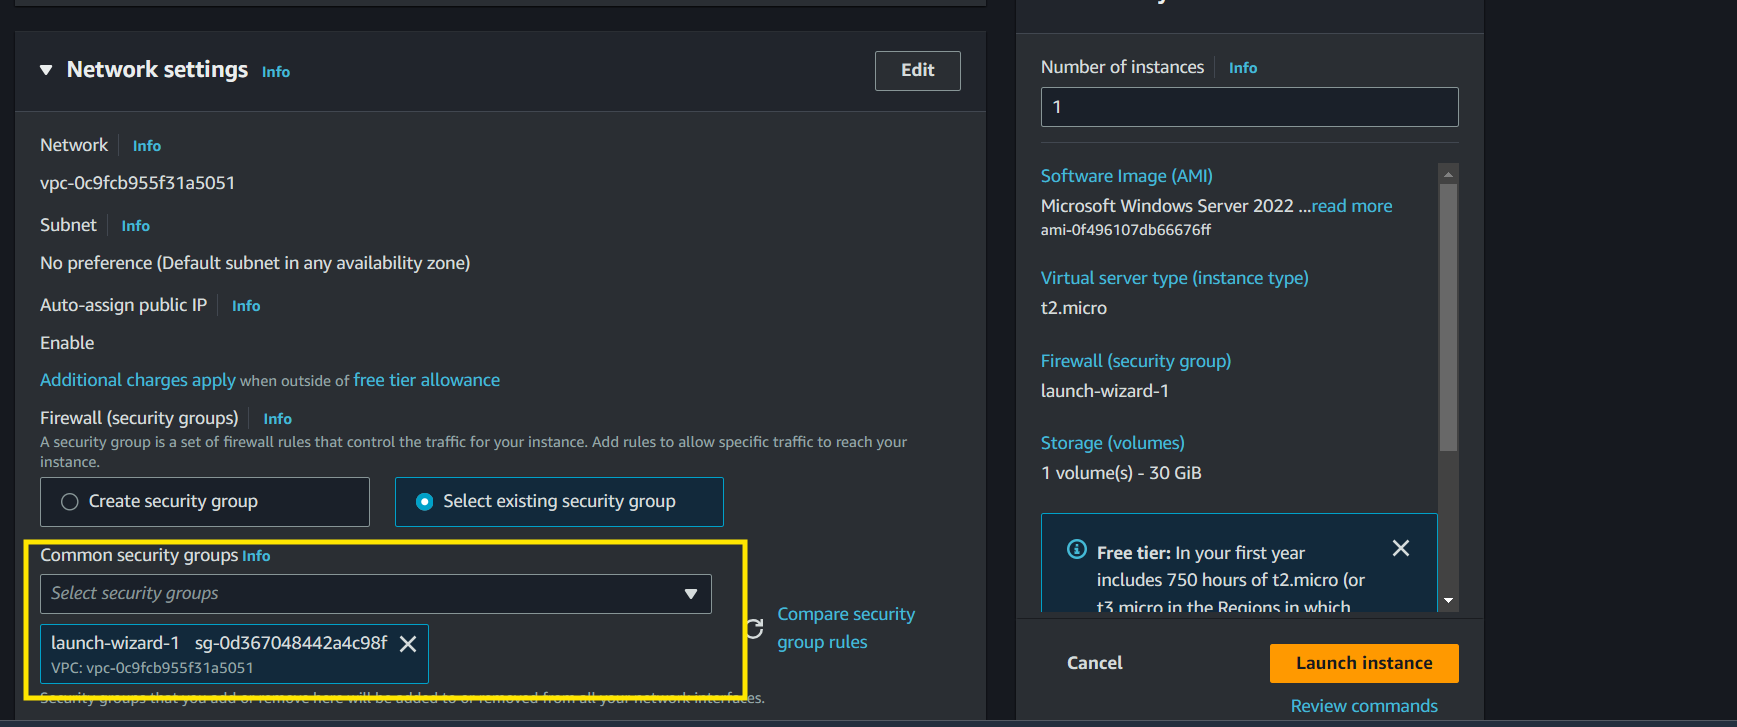 Network settings Info
Edit
Network Info
vpc-0c9fcb955f31a5051
Subnet Info
No preference (Default subnet in any availability zone)
Auto-assign public IP Info
Enable
Additional charges apply when outside of free tier allowance
Firewall (security groups) Info
A security group is a set of firewall rules that control the traffic for your instance. Add rules to allow specific traffic to reach your
instance.
Create security group
Select existing security group
Common security groups Info
Select security groups
launch-wizard-1 sg-0d367048442a4c98f
VPC: vpc-0c9fcb955f31a5051
Compare security
group rules
Security groups that you add or remove here will be added to or removed from all your network interfaces.
Number of instances Info
1
Software Image (AMI)
Microsoft Windows Server 2022 ...read more
ami-0f496107db66676ff
Virtual server type (instance type)
t2.micro
Firewall (security group)
launch-wizard-1
Storage (volumes)
1 volume(s) - 30 GiB
Free tier: In your first year
includes 750 hours of t2.micro (or
t3.micro in the Regions in which
Cancel
Launch instance
Review commands